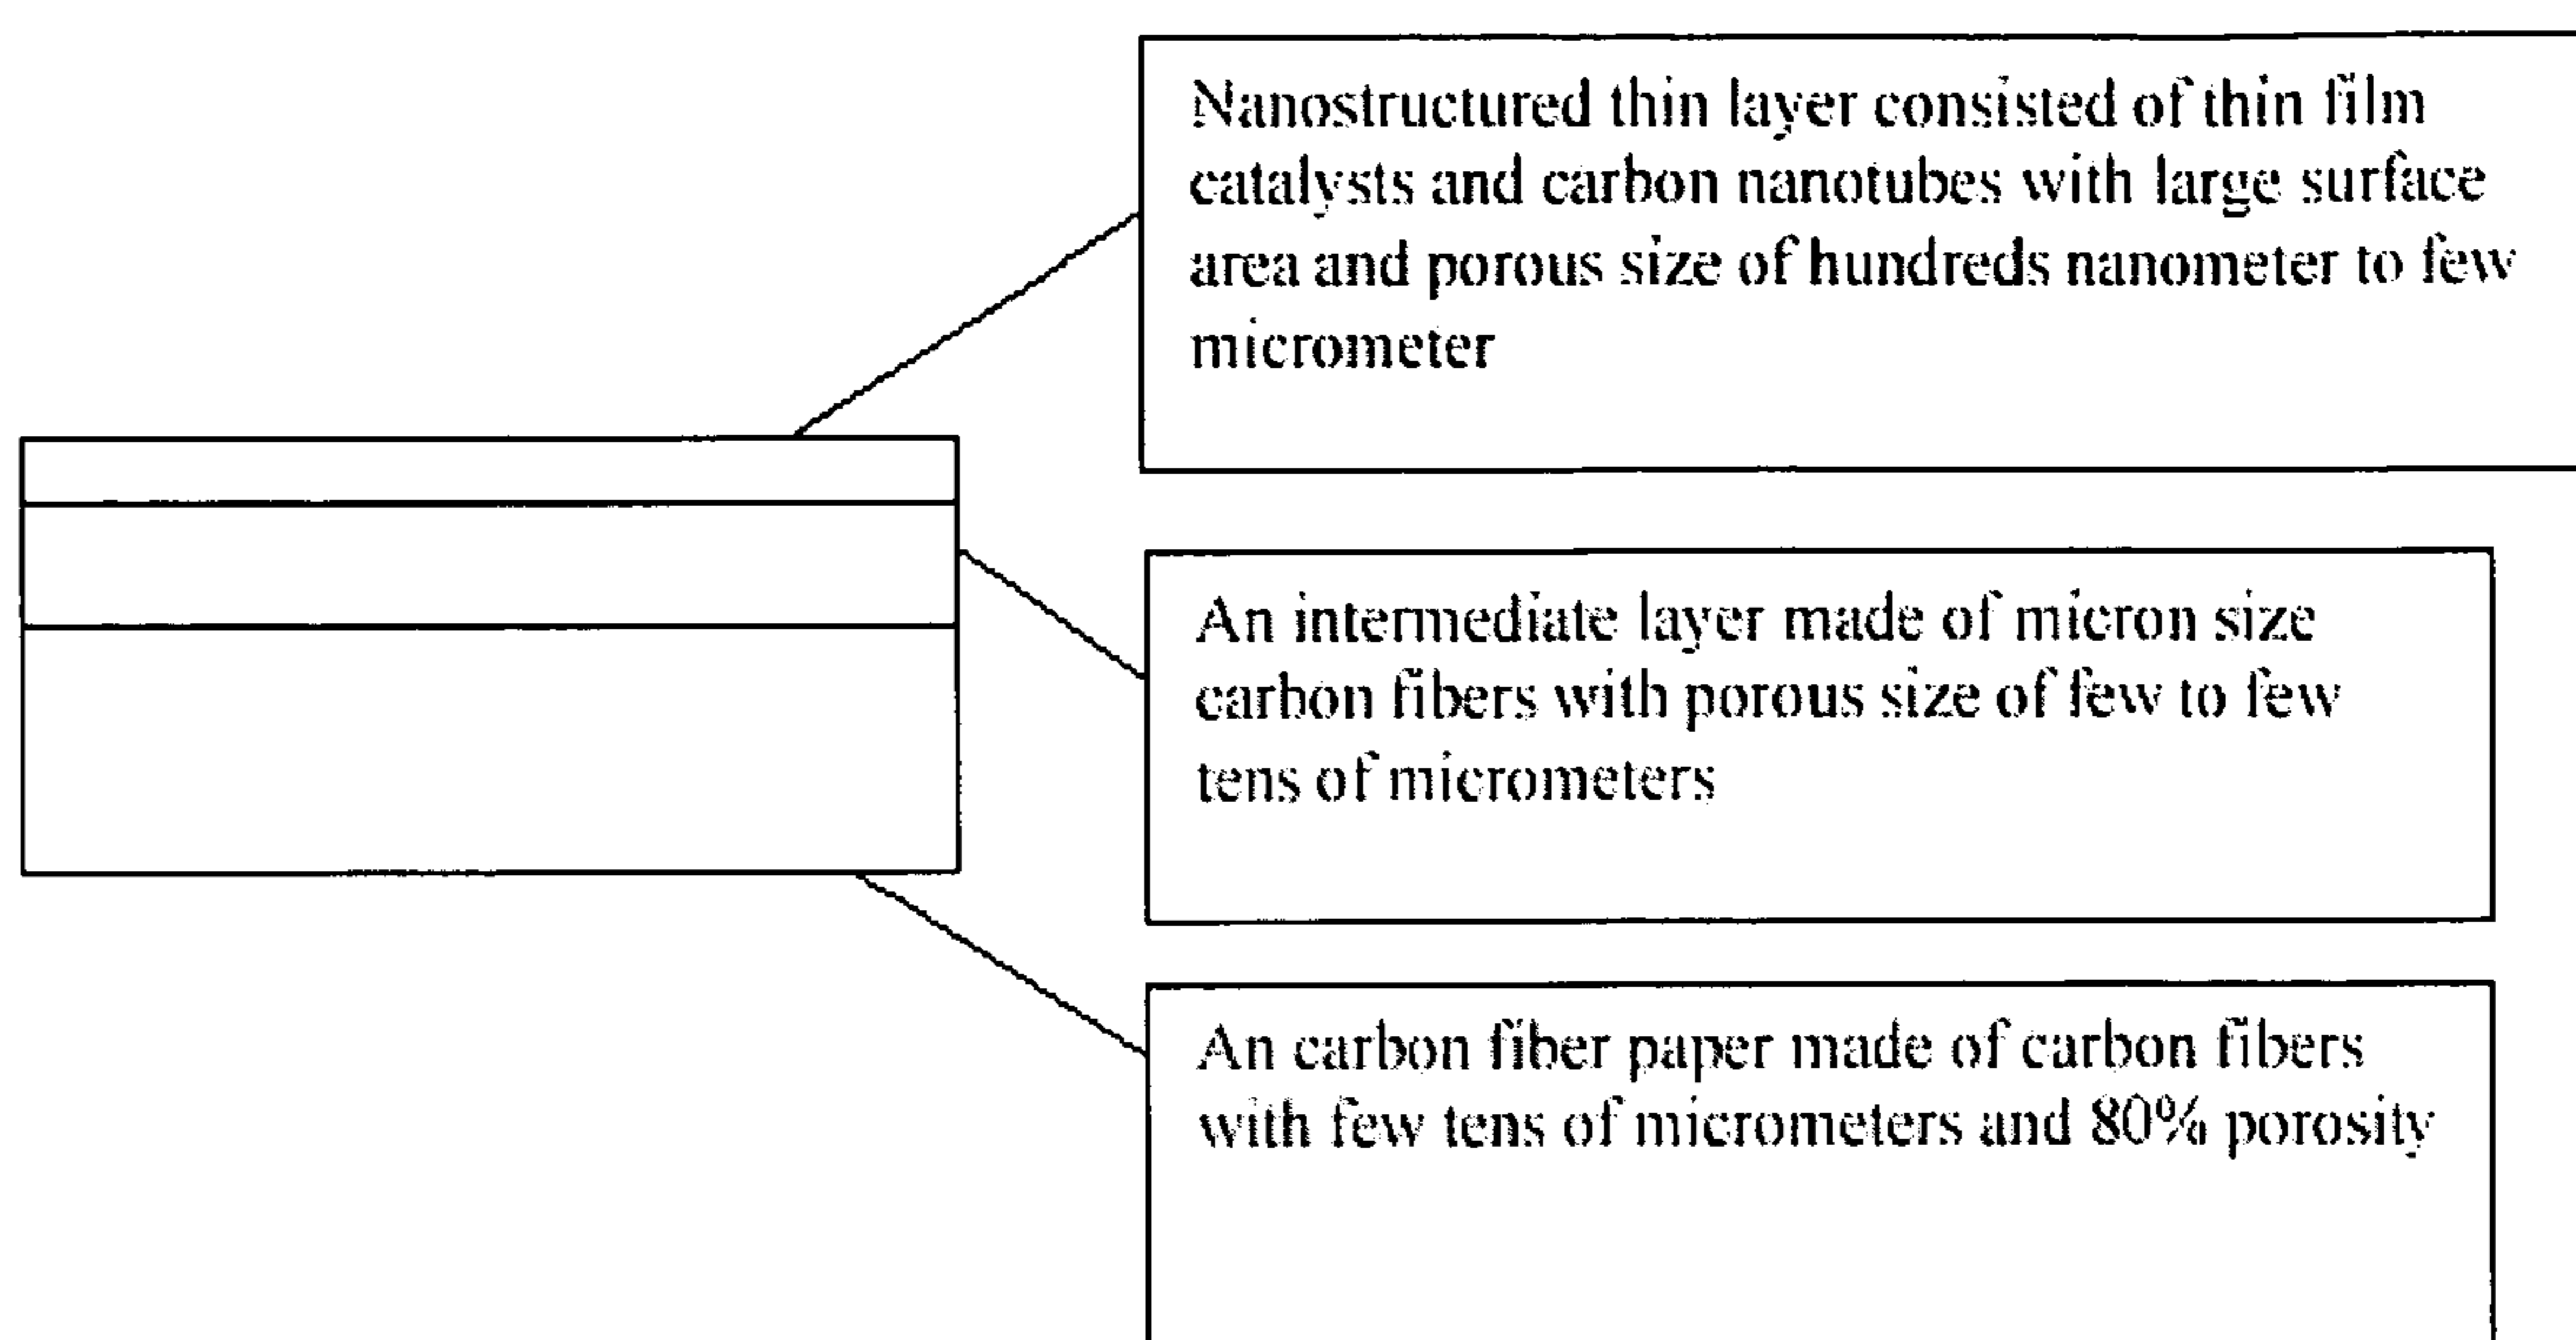 Nanostructured thin layer consisted of thin film
catalysts and carbon nanotubes with large surface
area and porous size of hundreds nanometer to few
micrometer
An intermediate layer made of micron size
carbon fibers with porous size of few to few
tens of micrometers
An carbon fiber paper made of carbon fibers
with few tens of micrometers and 80% porosity